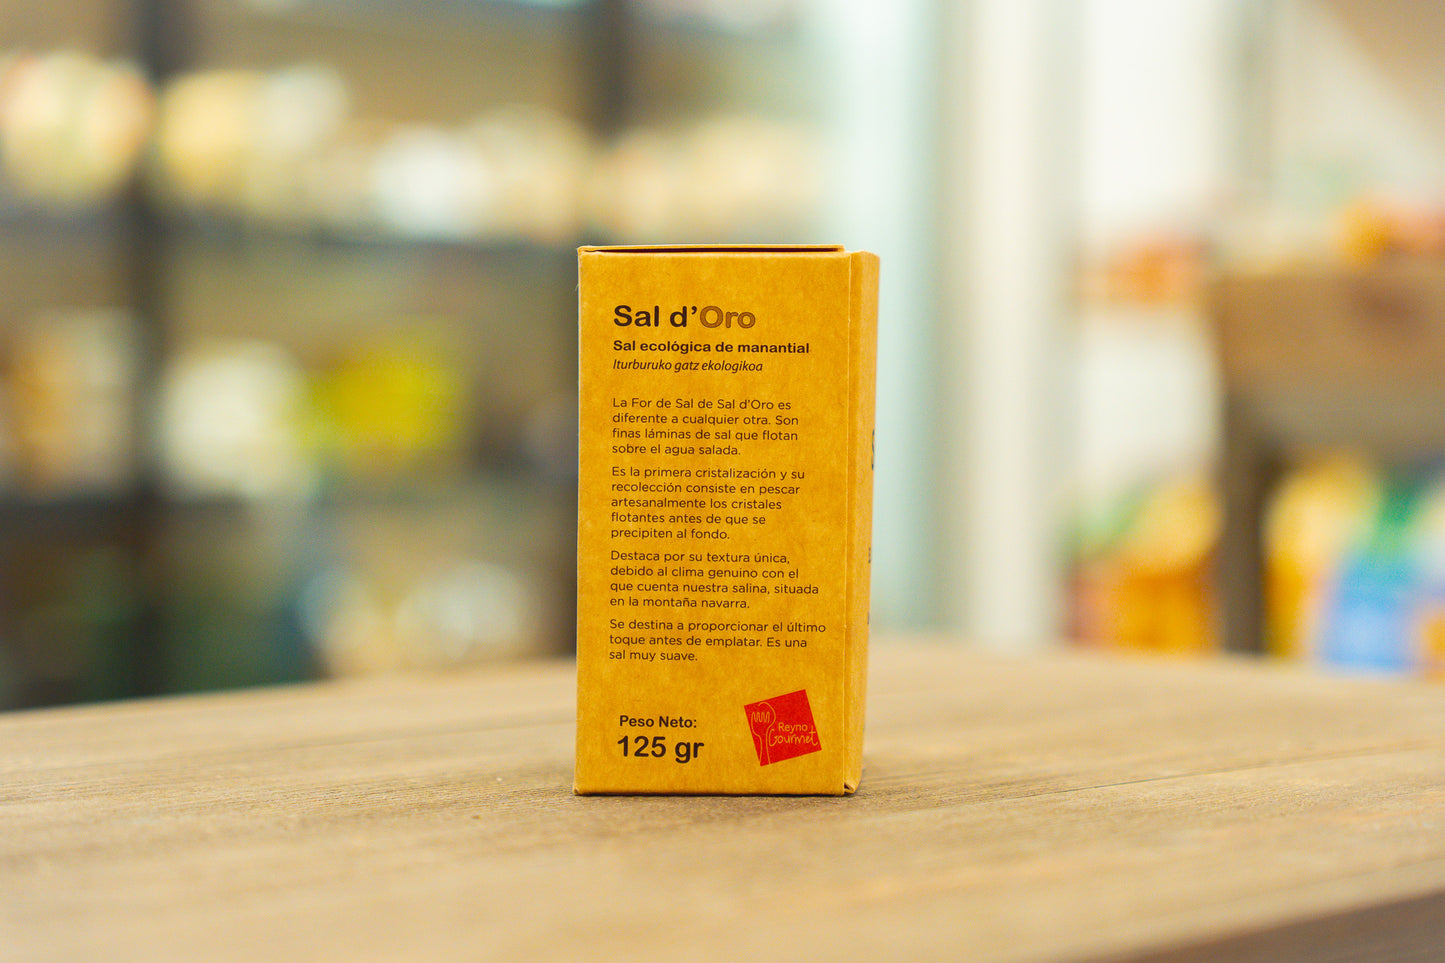 Sal d'Oro
Sal ecológica de manantial
Iturburuko gatz ekologikoa
La For de Sal de Sal d'Oro es
diferente a cualquier otra. Son
finas láminas de sal que flotan
sobre el agua salada.
Es la primera cristalización y su
recolección consiste en pescar
artesanalmente los cristales
flotantes antes de que se
precipiten al fondo.
Destaca por su textura única,
debido al clima genuino con el
que cuenta nuestra salina, situada
en la montaña navarra.
Se destina a proporcionar el último
toque antes de emplatar. Es una
sal muy suave.
Peso Neto:
125 gr
Reyno
Gourmet